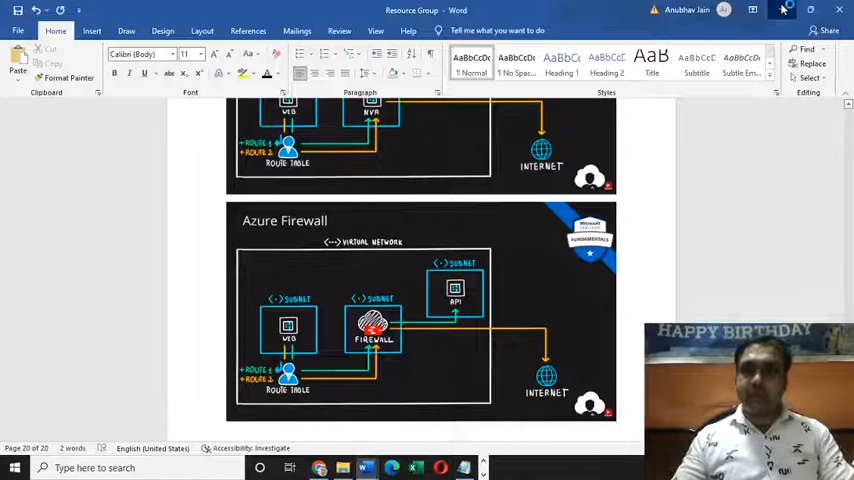 Resource Group - Word
Anubhav Jain
AJ
File
Home
Insert
Draw
Design
Layout
References
Mailings
Review
View
Help
Tell me what you want to do
Share
Paste
Cut
Copy
Format Painter
Clipboard
Calibri (Body)
11
Font
Paragraph
AaBbCcDc
¶ Normal
AaBbCcDc
¶ No Spac...
AaBbCc
Heading 1
AaBbCcC
Heading 2
AaB
Title
AaBbCcD
Subtitle
AaBbCcDc
Subtle Em...
Styles
Find
Replace
Select
Editing
WEB
NVA
+ROUTE 1
+ROUTE 2
ROUTE TABLE
INTERNET
Azure Firewall
Microsoft
CERTIFIED
FUNDAMENTALS
<···> VIRTUAL NETWORK
<·> SUBNET
API
<·> SUBNET
<·> SUBNET
WEB
FIREWALL
+ROUTE 1
+ROUTE 2
ROUTE TABLE
INTERNET
HAPPY BIRTHDAY
Page 20 of 20
2 words
English (United States)
Accessibility: Investigate
Type here to search